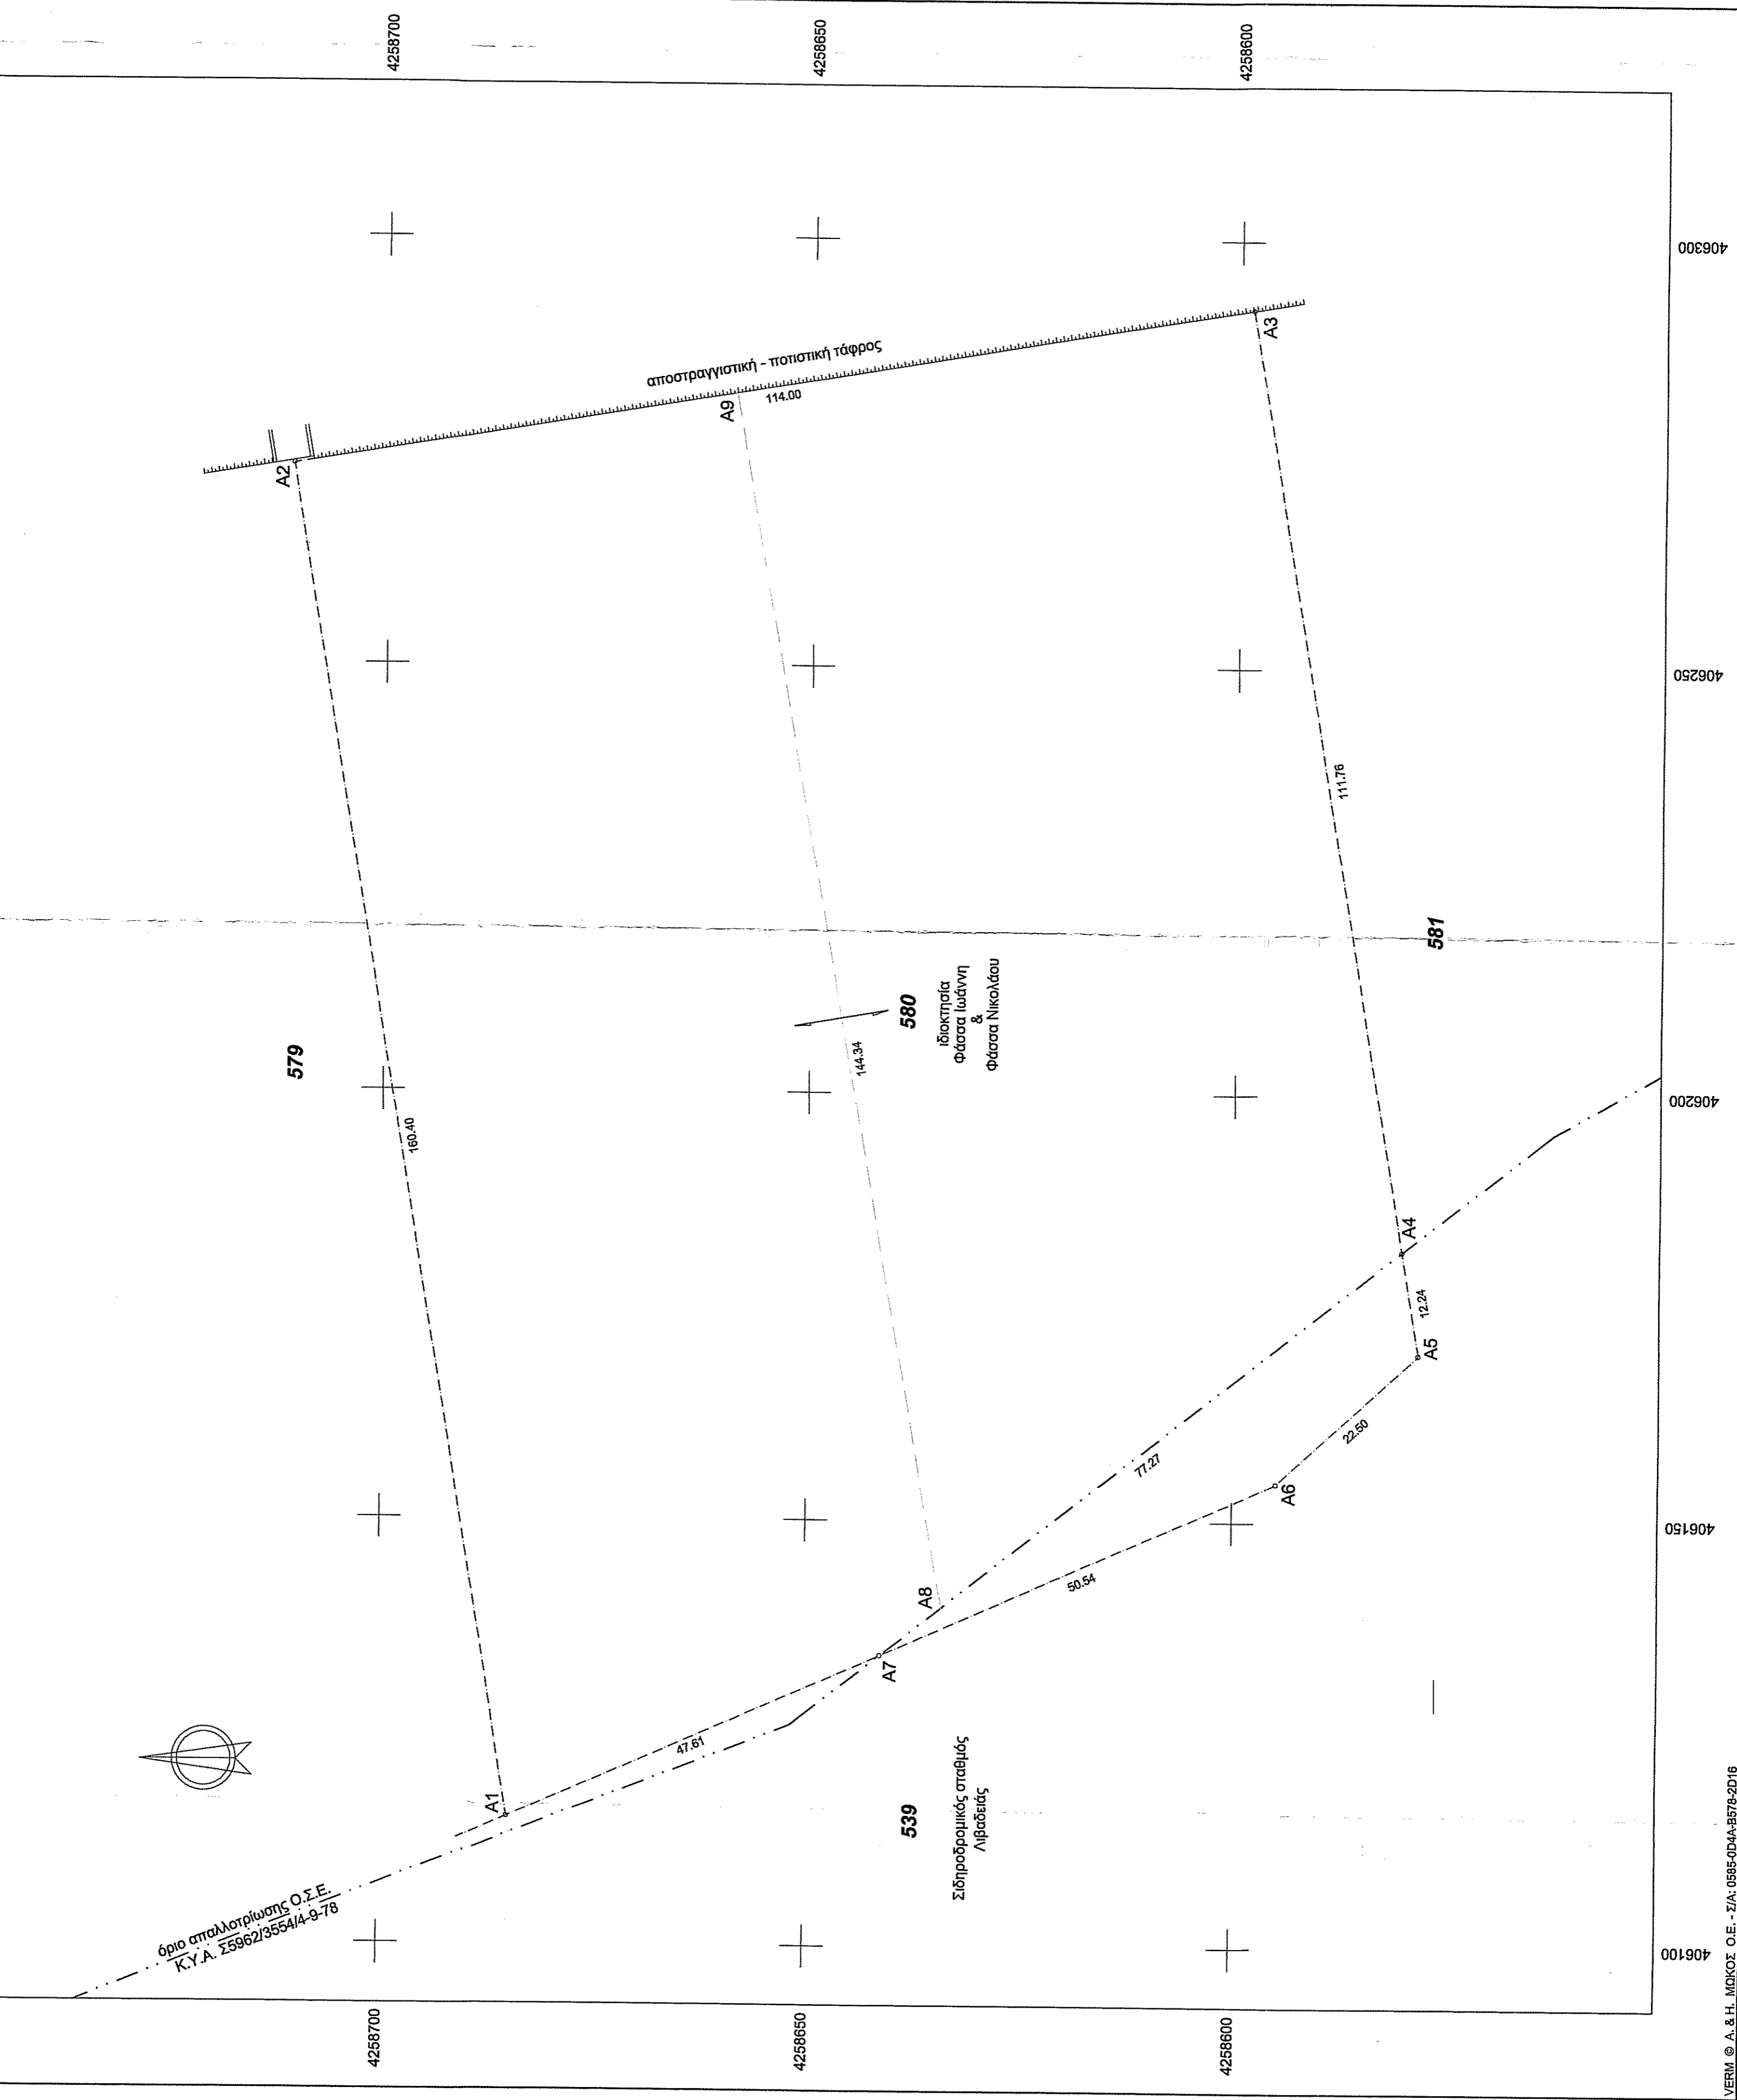 4258700
4258650
4258600
406300
406250
406200
406150
406100
4258700
4258650
4258600
A2
αποστραγγιστική - ποτιστική τάφρος
A9
114.00
A3
579
160.40
580
ιδιοκτησία
Φάσσα Ιωάννη
&
Φάσσα Νικολάου
144.34
111.76
581
A4
12.24
A5
22.50
A6
77.27
50.54
A8
A7
47.61
A1
539
Σιδηροδρομικός σταθμός
Λιβαδειάς
όριο απαλλοτρίωσης Ο.Σ.Ε.
Κ.Υ.Α. Σ5962/3554/4-9-78
VERM © Α. & Η. ΜΩΚΟΣ Ο.Ε. - Σ/Α: 0585-0D4A-B578-2D16